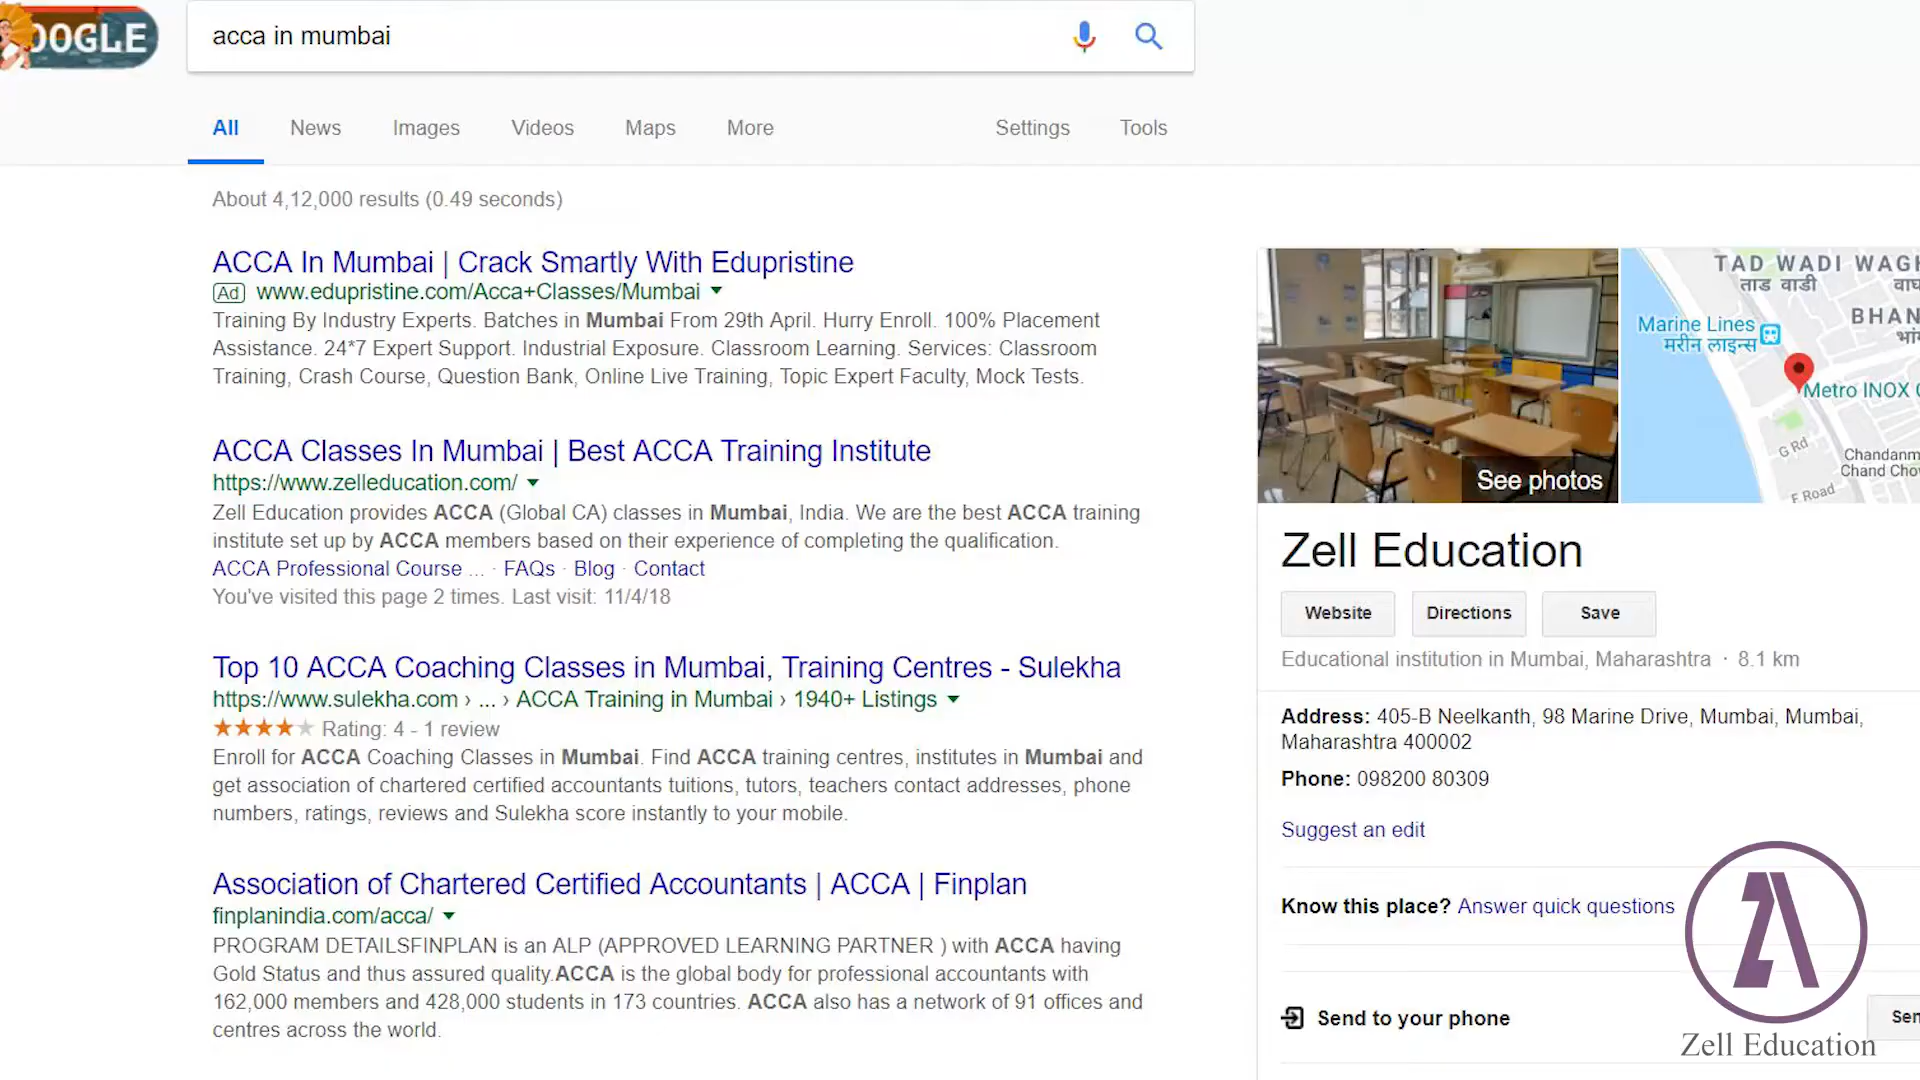 OOGLE
acca in mumbai
All News Images Videos Maps More Settings Tools
About 4,12,000 results (0.49 seconds)
ACCA In Mumbai | Crack Smartly With Edupristine
Ad www.edupristine.com/Acca+Classes/Mumbai
Training By Industry Experts. Batches in Mumbai From 29th April. Hurry Enroll. 100% Placement
Assistance. 24*7 Expert Support. Industrial Exposure. Classroom Learning. Services: Classroom
Training, Crash Course, Question Bank, Online Live Training, Topic Expert Faculty, Mock Tests.
ACCA Classes In Mumbai | Best ACCA Training Institute
https://www.zelleducation.com/
Zell Education provides ACCA (Global CA) classes in Mumbai, India. We are the best ACCA training
institute set up by ACCA members based on their experience of completing the qualification.
ACCA Professional Course ... · FAQs · Blog · Contact
You've visited this page 2 times. Last visit: 11/4/18
Top 10 ACCA Coaching Classes in Mumbai, Training Centres - Sulekha
https://www.sulekha.com › ... › ACCA Training in Mumbai › 1940+ Listings
Rating: 4 - 1 review
Enroll for ACCA Coaching Classes in Mumbai. Find ACCA training centres, institutes in Mumbai and
get association of chartered certified accountants tuitions, tutors, teachers contact addresses, phone
numbers, ratings, reviews and Sulekha score instantly to your mobile.
Association of Chartered Certified Accountants | ACCA | Finplan
finplanindia.com/acca/
PROGRAM DETAILSFINPLAN is an ALP (APPROVED LEARNING PARTNER ) with ACCA having
Gold Status and thus assured quality.ACCA is the global body for professional accountants with
162,000 members and 428,000 students in 173 countries. ACCA also has a network of 91 offices and
centres across the world.
See photos
TAD WADI WAGH
ताड वाडी वाघ
BHAN
भां
Marine Lines
मरीन लाइन्स
Metro INOX C
G Rd
Chandanm
Chand Cho
F Road
Zell Education
Website Directions Save
Educational institution in Mumbai, Maharashtra · 8.1 km
Address: 405-B Neelkanth, 98 Marine Drive, Mumbai, Mumbai,
Maharashtra 400002
Phone: 098200 80309
Suggest an edit
Know this place? Answer quick questions
Send to your phone
Sen
Zell Education